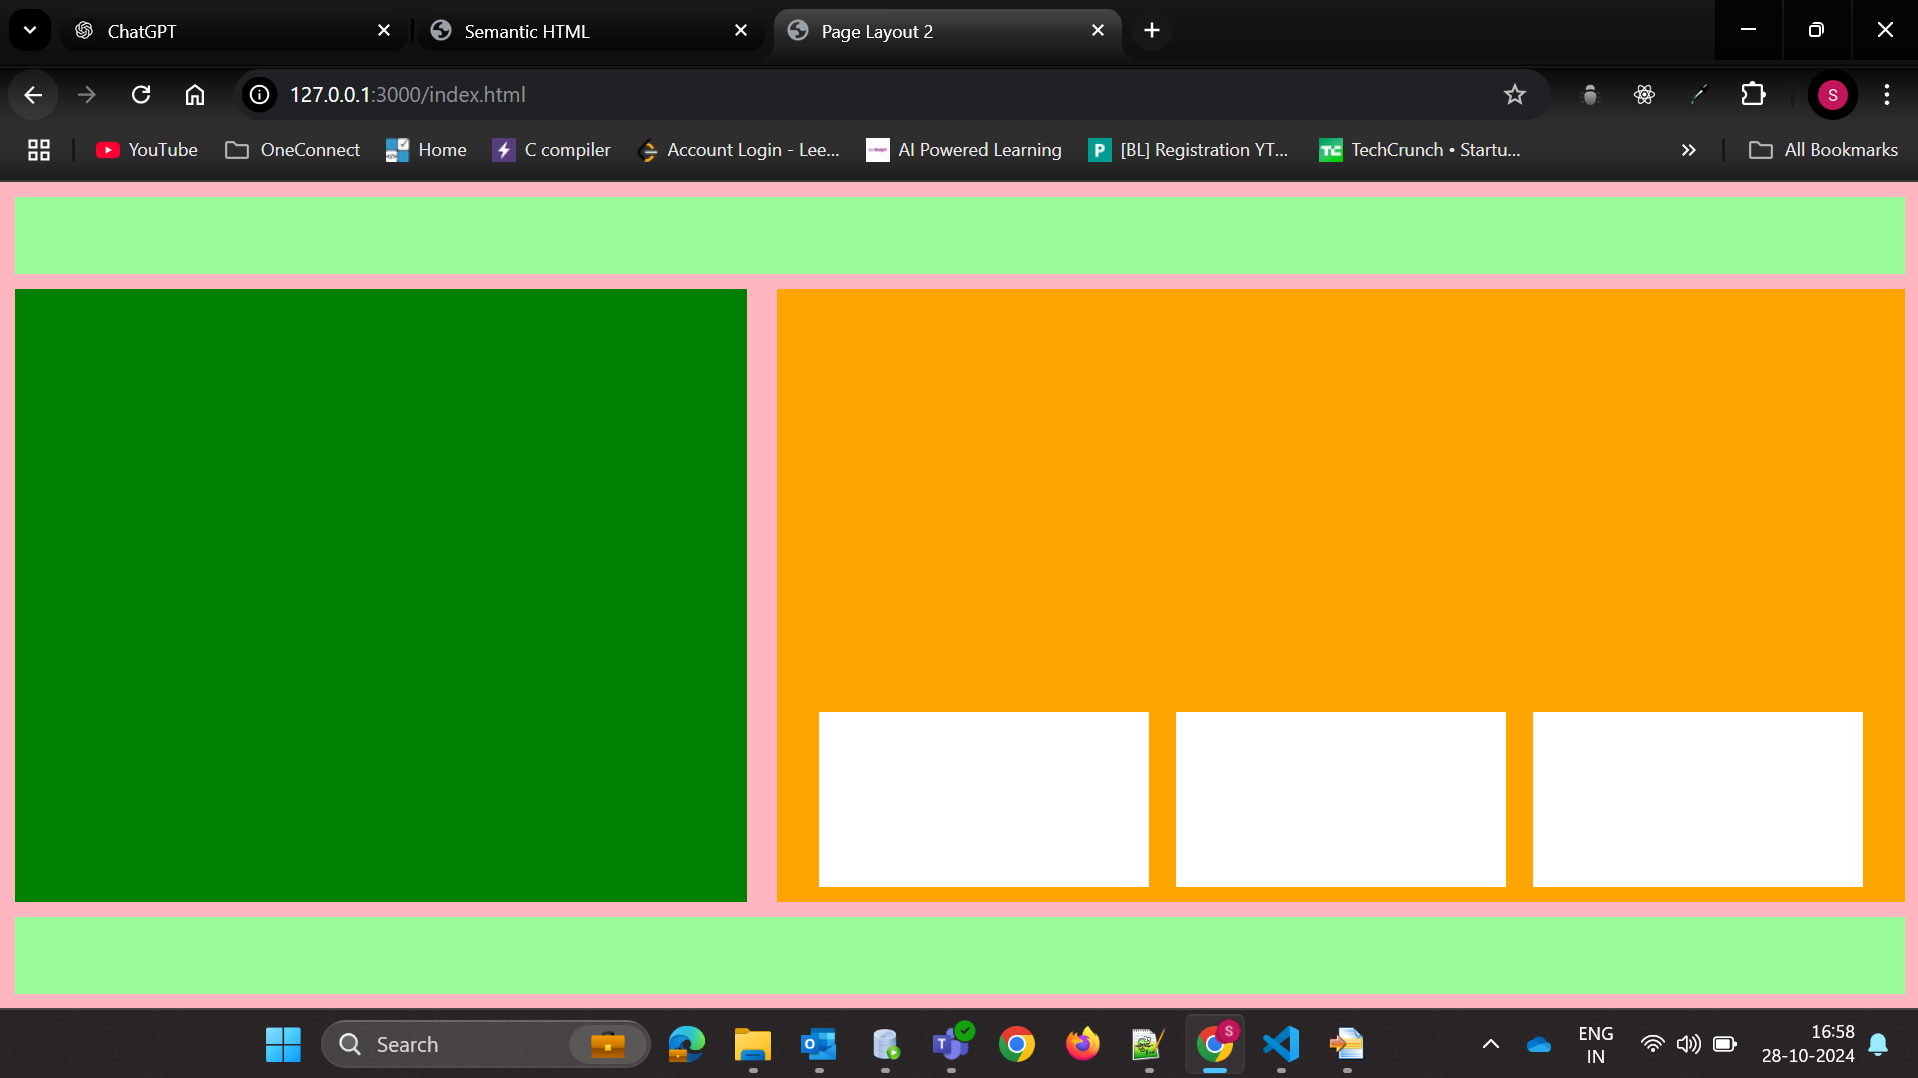 ChatGPT
Semantic HTML
Page Layout 2
127.0.0.1:3000/index.html
S
YouTube
OneConnect
Home
C compiler
Account Login - Lee...
AI Powered Learning
P
[BL] Registration YT...
TC
TechCrunch • Startu...
All Bookmarks
Search
S
ENG
IN
16:58
28-10-2024